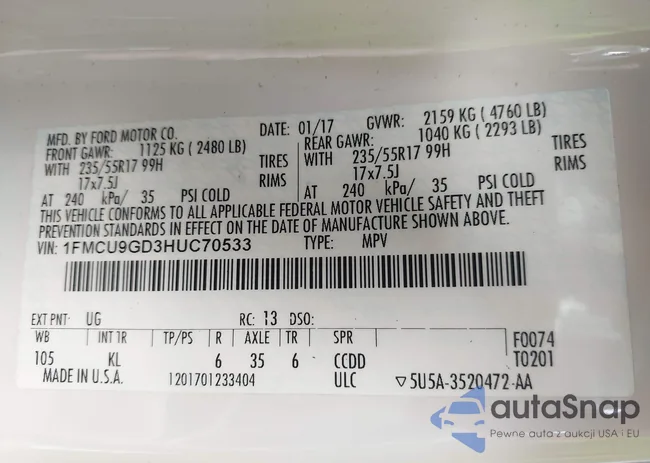 MFD. BY FORD MOTOR CO. DATE: 01/17 GVWR: 2159 KG ( 4760 LB)
FRONT GAWR: 1125 KG ( 2480 LB) REAR GAWR: 1040 KG ( 2293 LB)
WITH 235/55R17 99H TIRES WITH 235/55R17 99H TIRES
17x7.5J RIMS 17x7.5J RIMS
AT 240 kPa/ 35 PSI COLD AT 240 kPa/ 35 PSI COLD
THIS VEHICLE CONFORMS TO ALL APPLICABLE FEDERAL MOTOR VEHICLE SAFETY AND THEFT
PREVENTION STANDARDS IN EFFECT ON THE DATE OF MANUFACTURE SHOWN ABOVE.
VIN: 1FMCU9GD3HUC70533 TYPE: MPV
EXT PNT: UG RC: 13 DSO: F0074
WB INT TR TP/PS R AXLE TR SPR T0201
105 KL 6 35 6 CCDD
MADE IN U.S.A. 1201701233404 ULC ▽5U5A-3520472-AA
autaSnap
Pewne auta z aukcji USA i EU